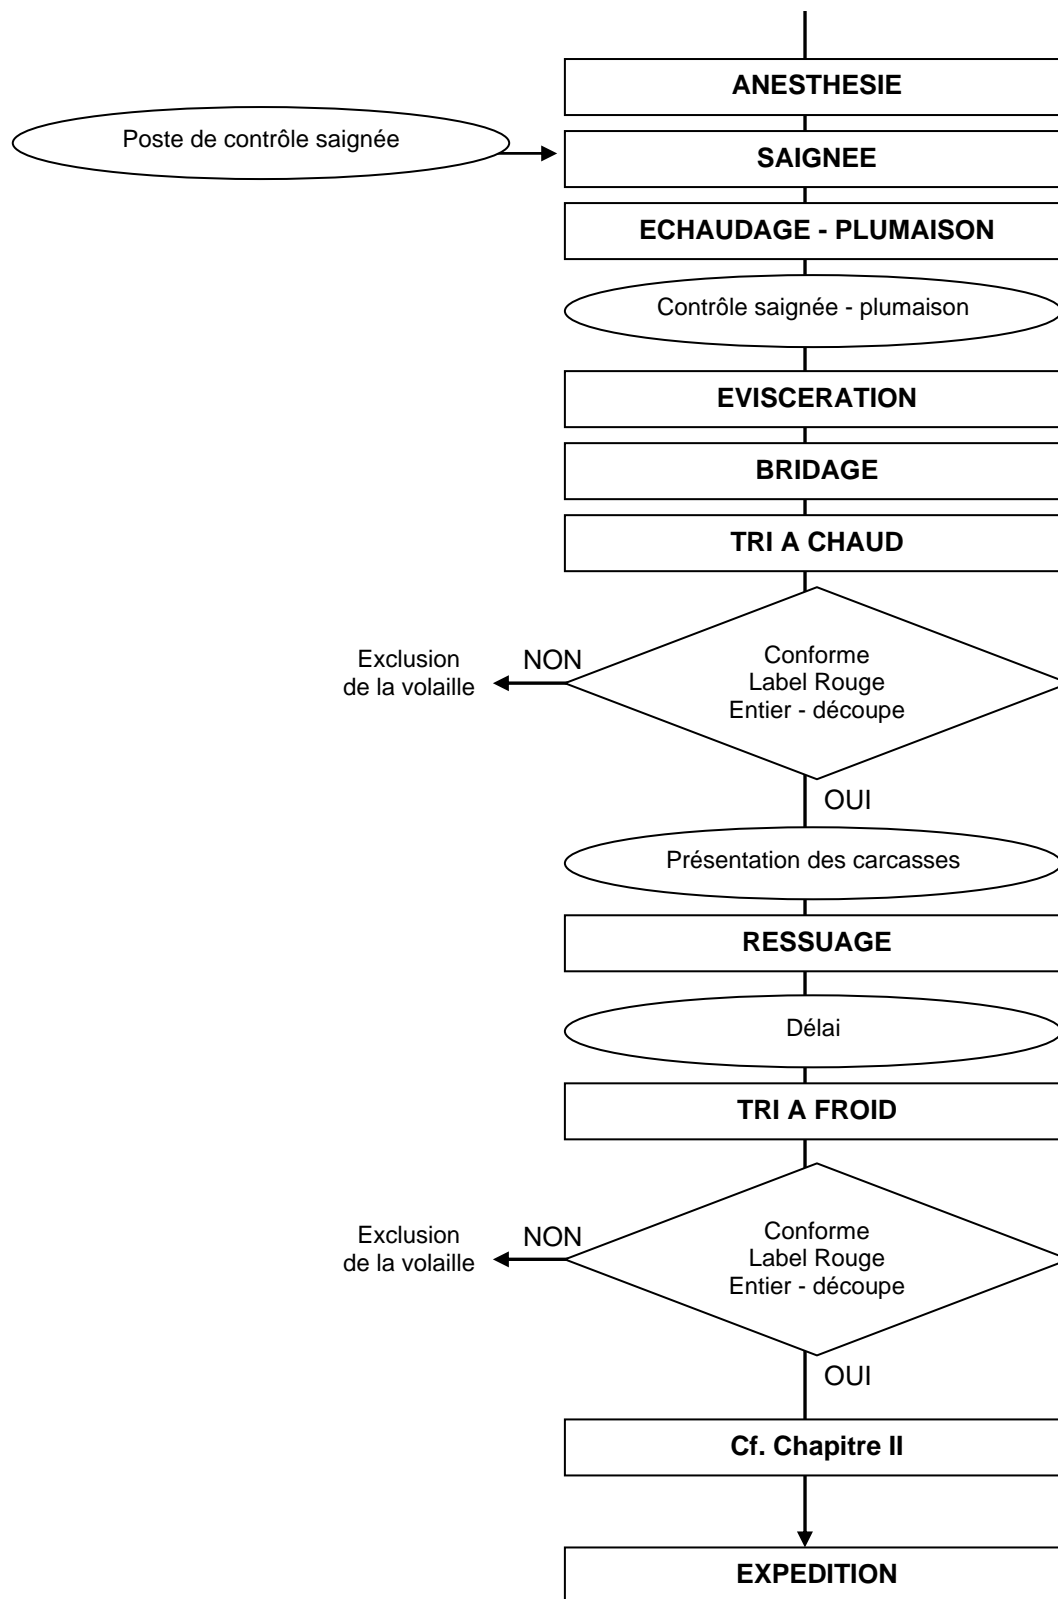 ANESTHESIE
Poste de contrôle saignée
SAIGNEE
ECHAUDAGE - PLUMAISON
Contrôle saignée - plumaison
EVISCERATION
BRIDAGE
TRI A CHAUD
Exclusion
de la volaille
NON
Conforme
Label Rouge
Entier - découpe
OUI
Présentation des carcasses
RESSUAGE
Délai
TRI A FROID
Exclusion
de la volaille
NON
Conforme
Label Rouge
Entier - découpe
OUI
Cf. Chapitre II
EXPEDITION